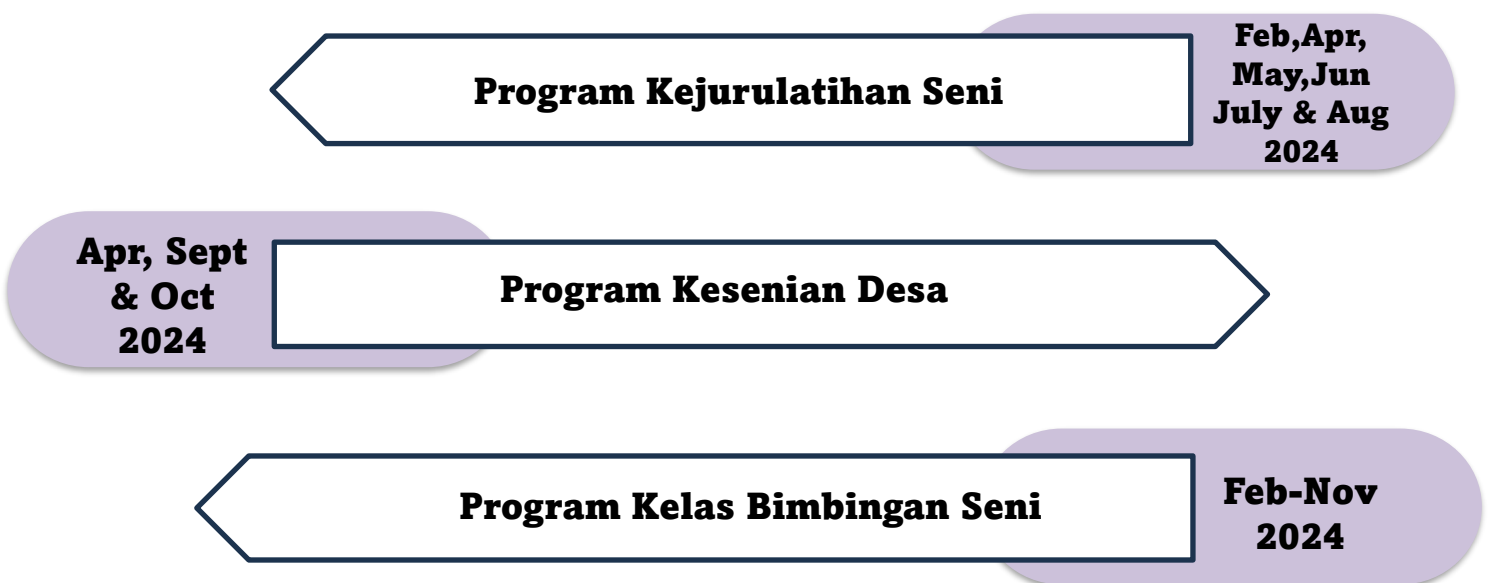 Program Kejurulatihan Seni
Feb,Apr,
May,Jun
July & Aug
2024
Apr, Sept
& Oct
2024
Program Kesenian Desa
Program Kelas Bimbingan Seni
Feb-Nov
2024